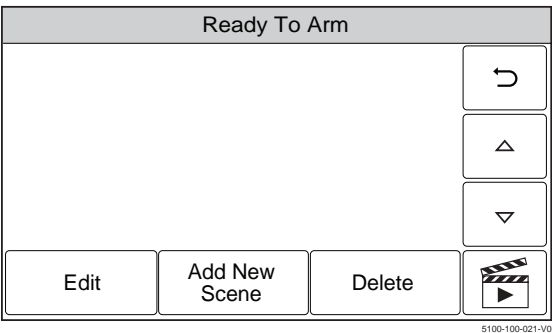 Ready To Arm
Edit
Add New
Scene
Delete
5100-100-021-V0